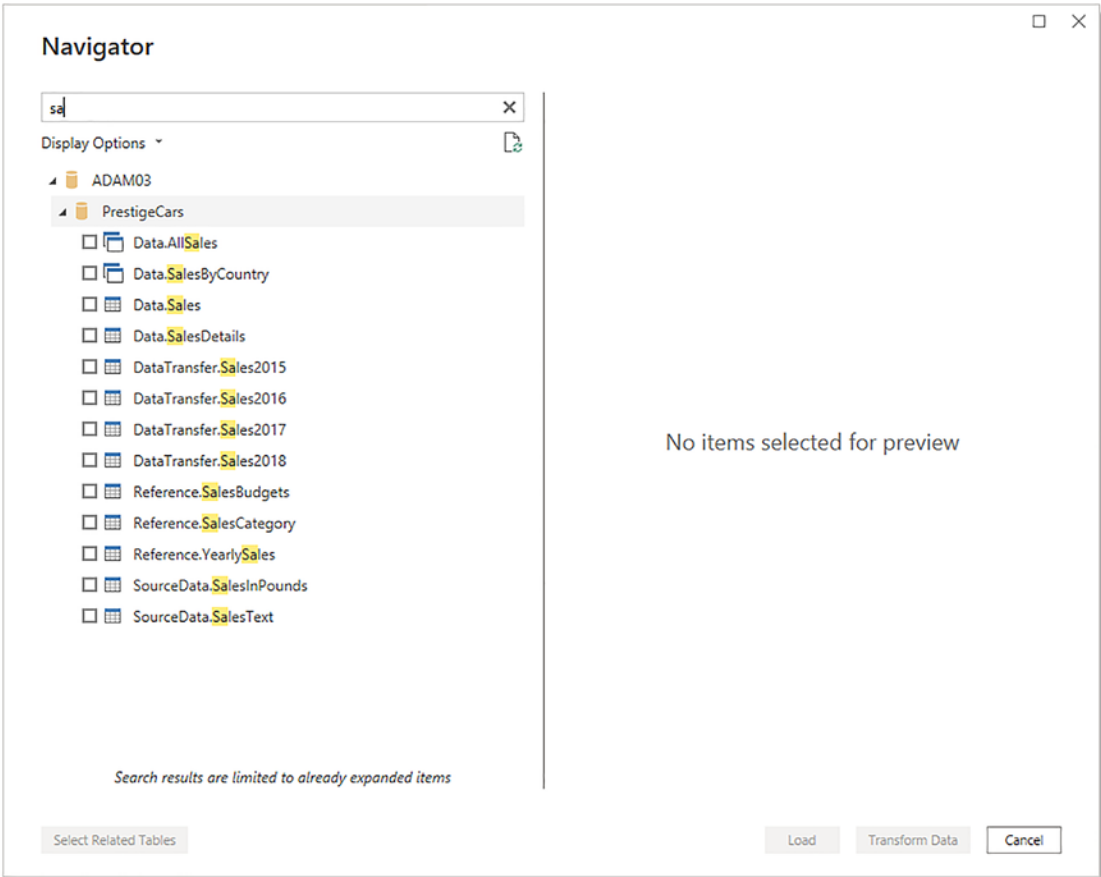 Navigator
sa
Display Options
ADAM03
PrestigeCars
Data.AllSales
Data.SalesByCountry
Data.Sales
Data.SalesDetails
DataTransfer.Sales2015
DataTransfer.Sales2016
DataTransfer.Sales2017
DataTransfer.Sales2018
Reference.SalesBudgets
Reference.SalesCategory
Reference.YearlySales
SourceData.SalesInPounds
SourceData.SalesText
No items selected for preview
Search results are limited to already expanded items
Select Related Tables
Load
Transform Data
Cancel